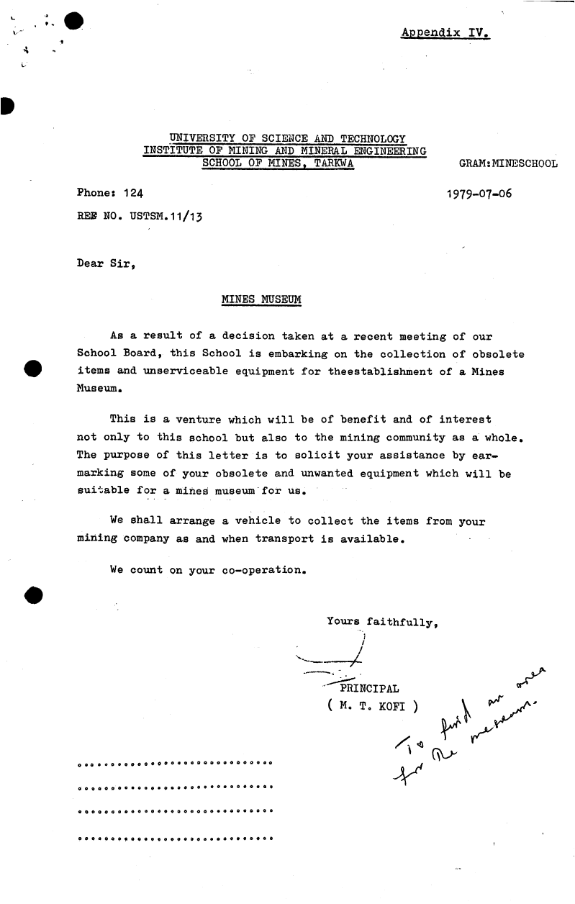 Appendix IV.
UNIVERSITY OF SCIENCE AND TECHNOLOGY
INSTITUTE OF MINING AND MINERAL ENGINEERING
SCHOOL OF MINES, TARKWA
GRAM:MINESCHOOL
Phone: 124
1979-07-06
REF NO. USTSM.11/13
Dear Sir,
MINES MUSEUM
As a result of a decision taken at a recent meeting of our
School Board, this School is embarking on the collection of obsolete
items and unserviceable equipment for theestablishment of a Mines
Museum.
This is a venture which will be of benefit and of interest
not only to this school but also to the mining community as a whole.
The purpose of this letter is to solicit your assistance by ear-
marking some of your obsolete and unwanted equipment which will be
suitable for a mines museum for us.
We shall arrange a vehicle to collect the items from your
mining company as and when transport is available.
We count on your co-operation.
Yours faithfully,
PRINCIPAL
( M. T. KOFI )
To find an area
for the museum.
..............................
..............................
..............................
..............................